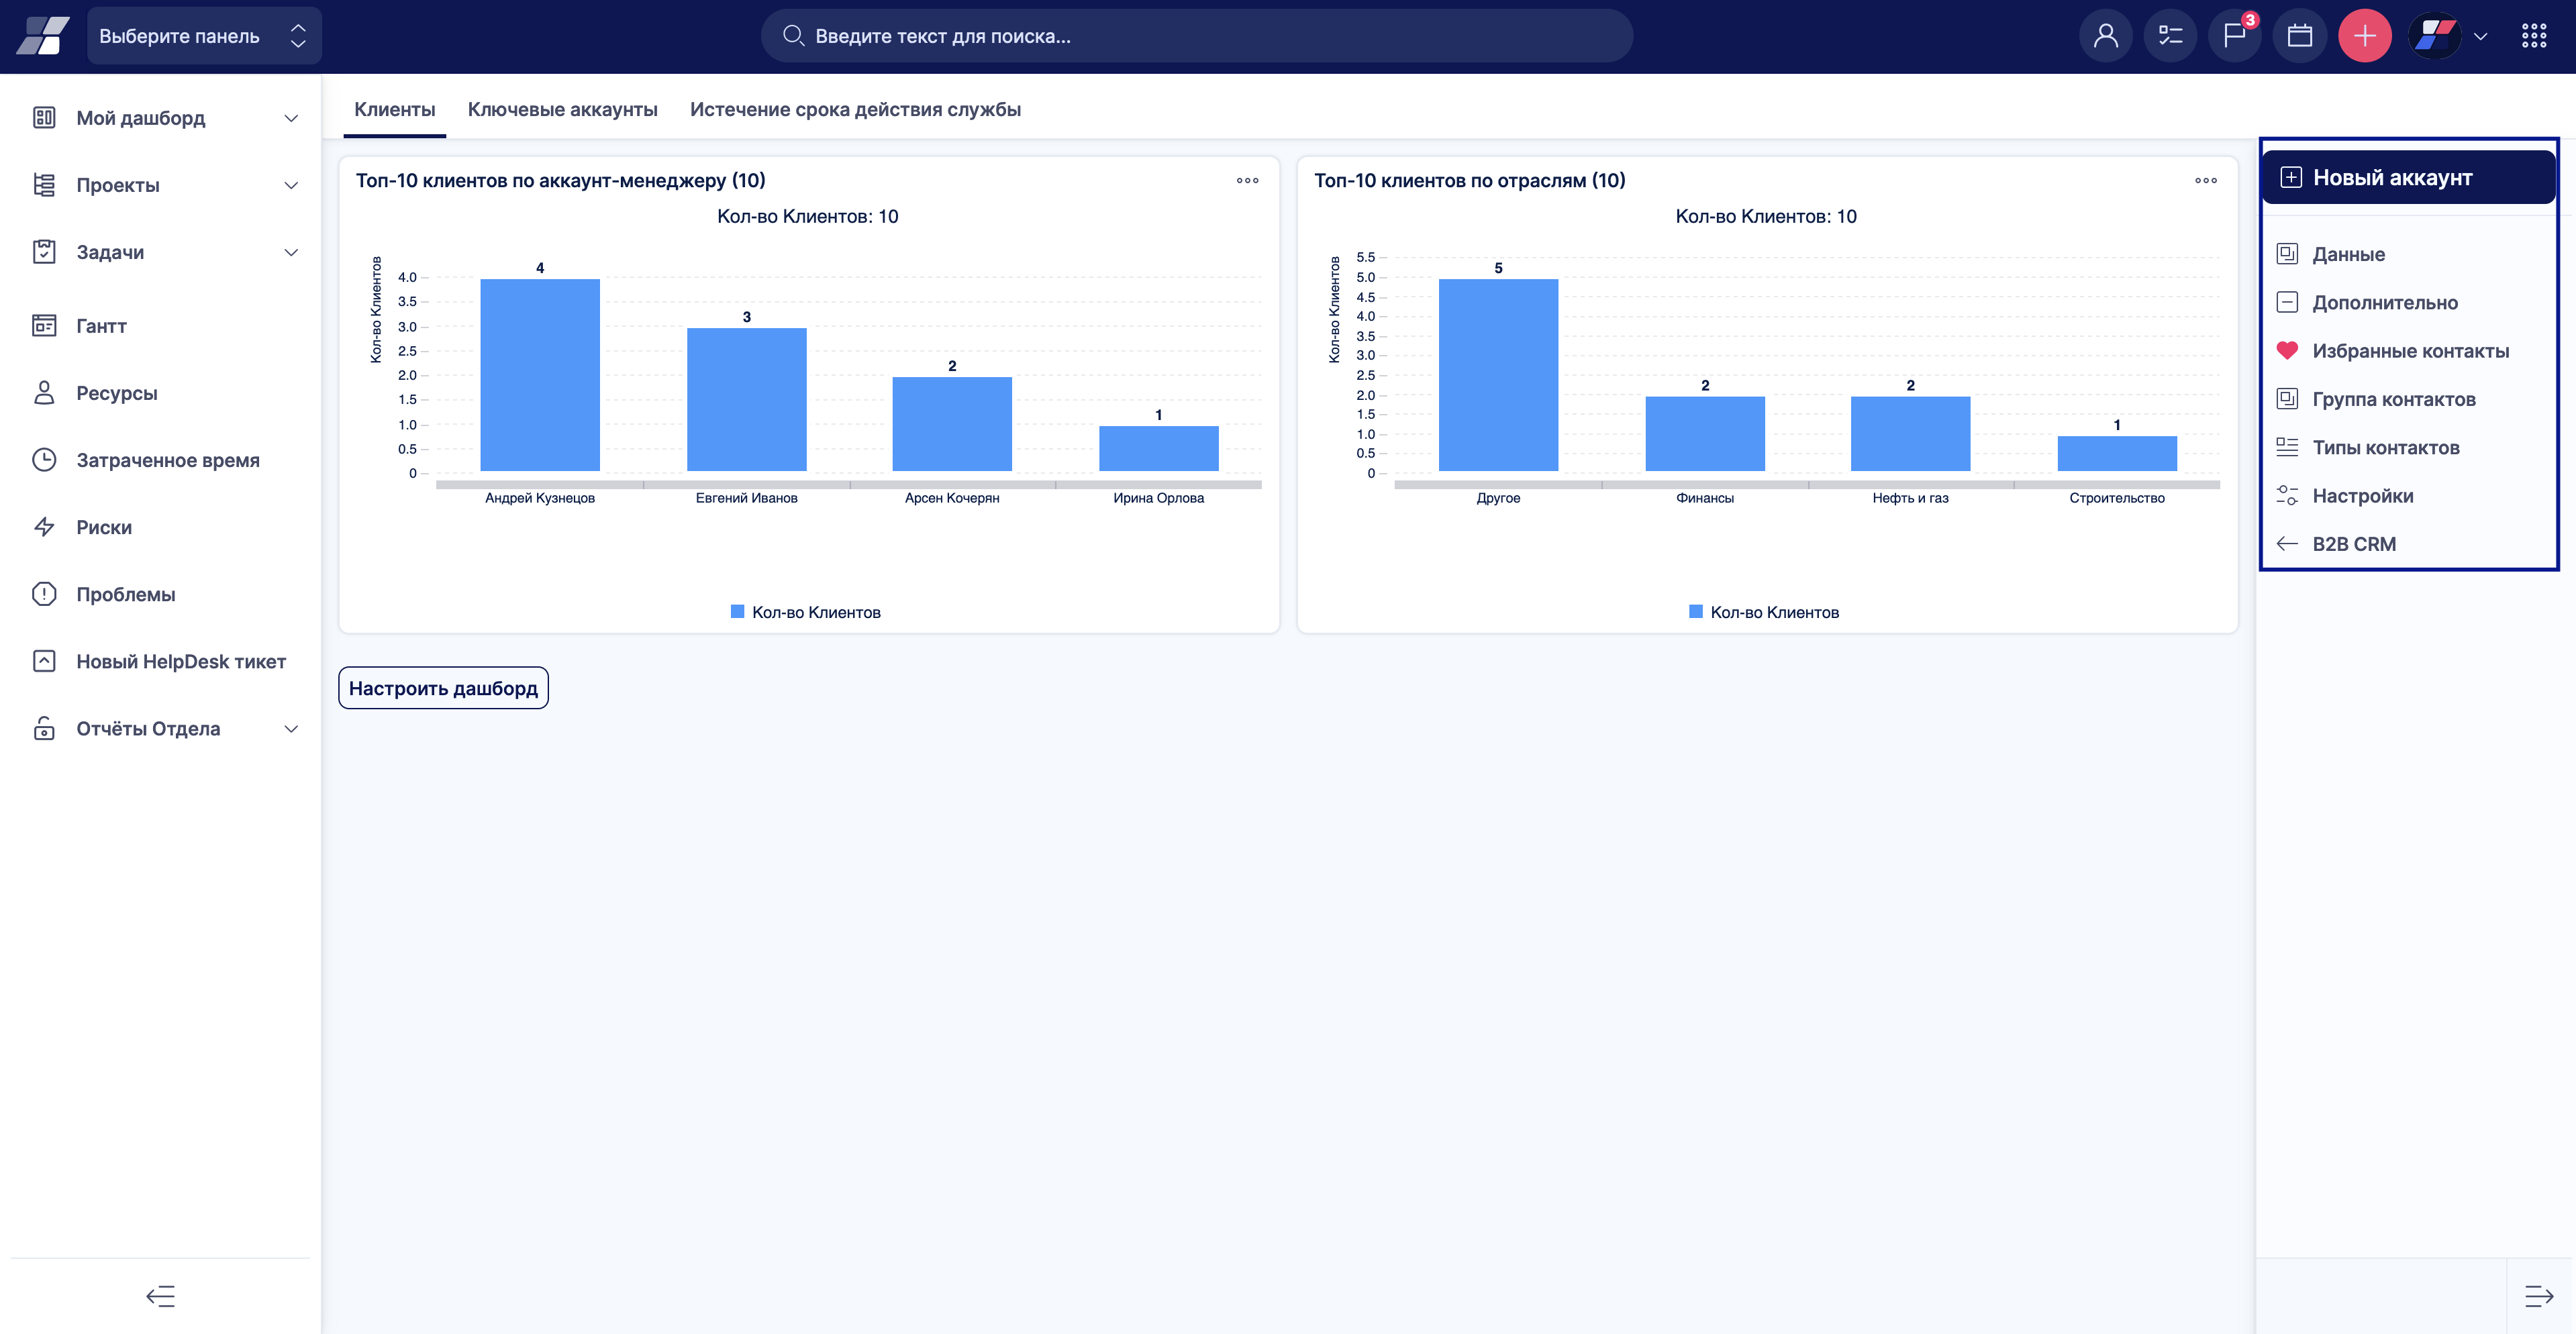 Выберите панель
Введите текст для поиска...
3
Мой дашборд
Проекты
Задачи
Гантт
Ресурсы
Затраченное время
Риски
Проблемы
Новый HelpDesk тикет
Отчёты Отдела
Клиенты
Ключевые аккаунты
Истечение срока действия службы
Топ-10 клиентов по аккаунт-менеджеру (10)
Кол-во Клиентов: 10
Кол-во Клиентов
4.0
3.5
3.0
2.5
2.0
1.5
1.0
0.5
0
4
3
2
1
Андрей Кузнецов
Евгений Иванов
Арсен Кочерян
Ирина Орлова
Кол-во Клиентов
Топ-10 клиентов по отраслям (10)
Кол-во Клиентов: 10
Кол-во Клиентов
5.5
5.0
4.5
4.0
3.5
3.0
2.5
2.0
1.5
1.0
0.5
0
5
2
2
1
Другое
Финансы
Нефть и газ
Строительство
Кол-во Клиентов
Настроить дашборд
Новый аккаунт
Данные
Дополнительно
Избранные контакты
Группа контактов
Типы контактов
Настройки
B2B CRM